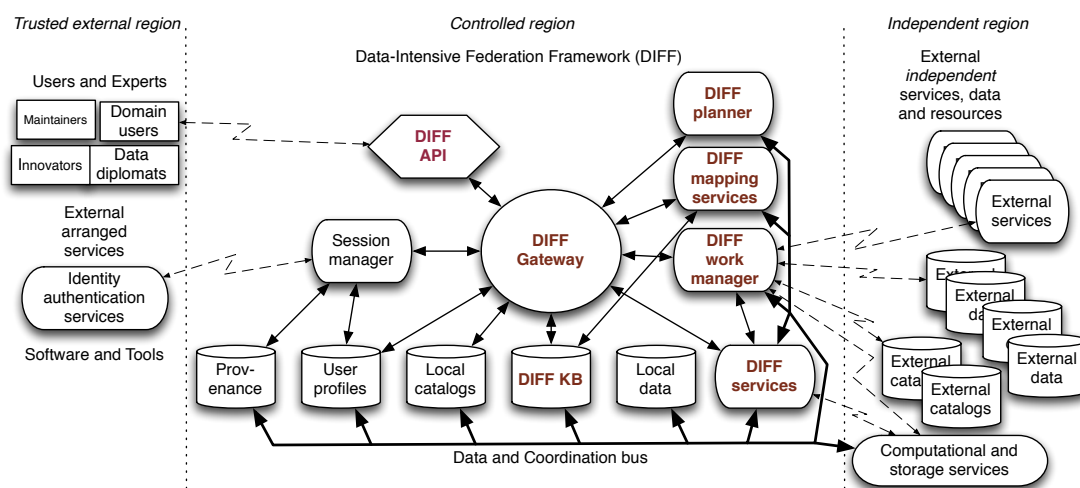 Trusted external region
Controlled region
Independent region
Data-Intensive Federation Framework (DIFF)
Users and Experts
Maintainers
Domain
users
Innovators
Data
diplomats
External
arranged
services
Identity
authentication
services
Software and Tools
DIFF
API
Session
manager
DIFF
Gateway
DIFF
planner
DIFF
mapping
services
DIFF
work
manager
Prov-
enance
User
profiles
Local
catalogs
DIFF KB
Local
data
DIFF
services
Data and Coordination bus
External
independent
services, data
and resources
External
services
External
External
data
External
data
External
data
External
cata
External
catalogs
Computational and
storage services